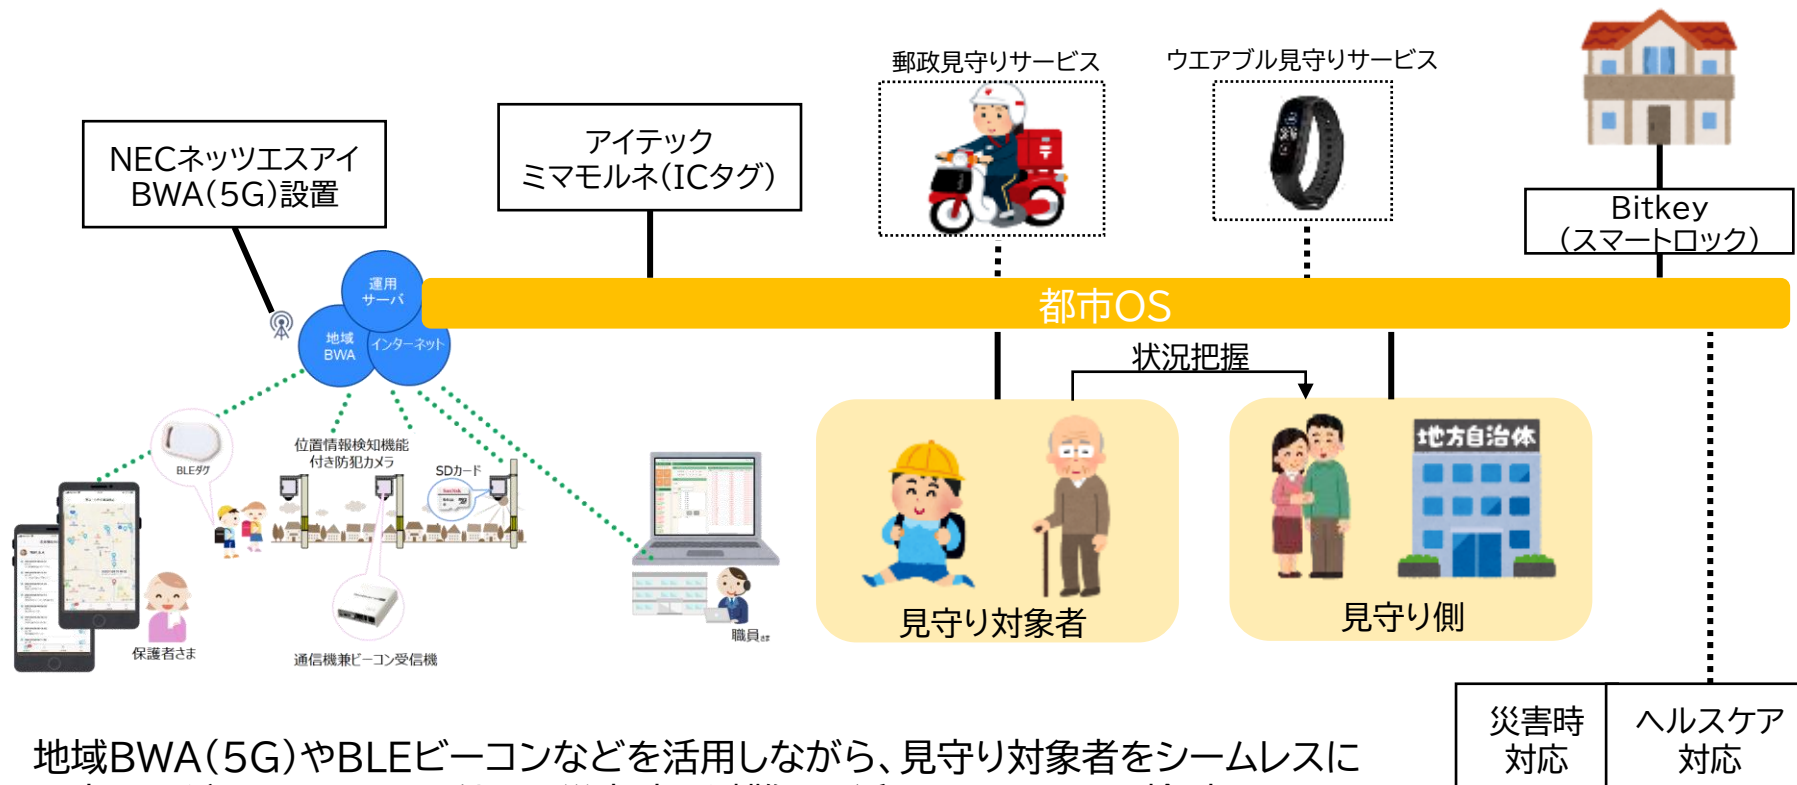 郵政見守りサービス
ウエアブル見守りサービス
NECネッツエスアイ
BWA(5G)設置
アイテック
ミマモルネ(ICタグ)
Bitkey
(スマートロック)
運用
サーバ
地域
BWA
インターネット
都市OS
状況把握
BLEタグ
位置情報検知機能
付き防犯カメラ
SDカード
地方自治体
保護者さま
通信機兼ビーコン受信機
職員さま
見守り対象者
見守り側
災害時
対応
ヘルスケア
対応
地域BWA(5G)やBLEビーコンなどを活用しながら、見守り対象者をシームレスに